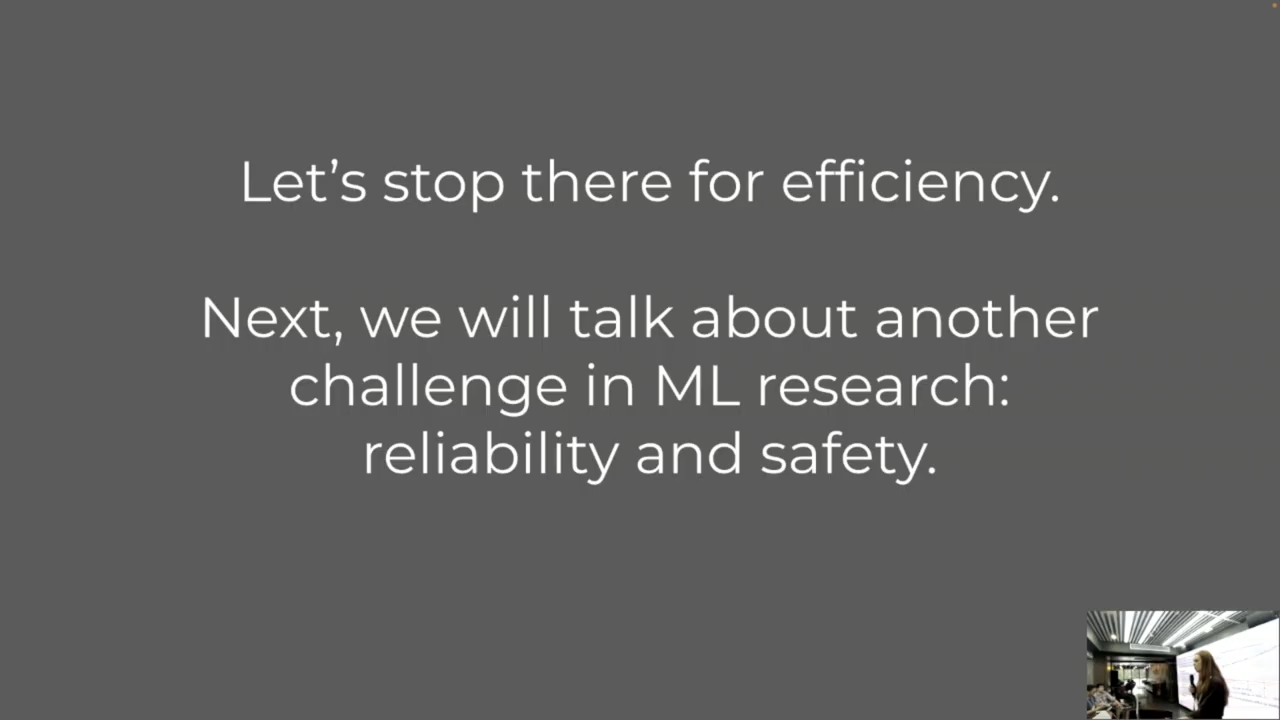 Let’s stop there for efficiency.
Next, we will talk about another
challenge in ML research:
reliability and safety.